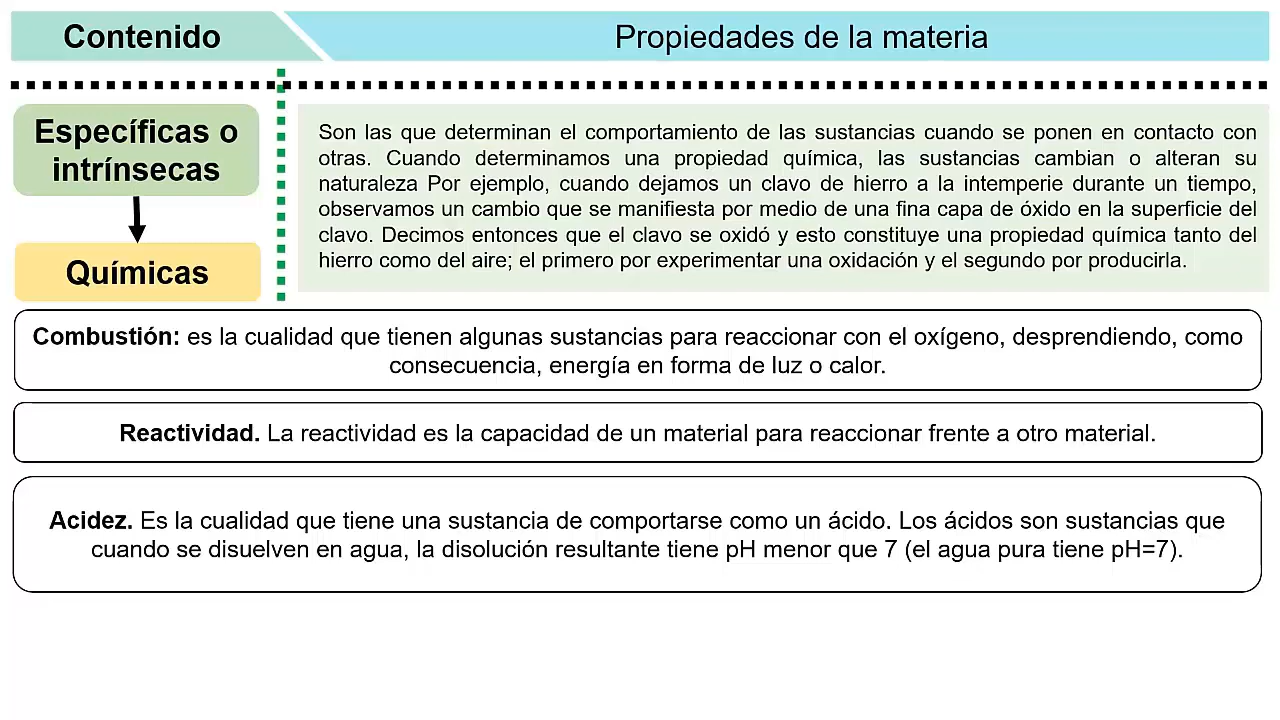 Contenido
Propiedades de la materia
Específicas o
intrínsecas
Químicas
Son las que determinan el comportamiento de las sustancias cuando se ponen en contacto con
otras. Cuando determinamos una propiedad química, las sustancias cambian o alteran su
naturaleza Por ejemplo, cuando dejamos un clavo de hierro a la intemperie durante un tiempo,
observamos un cambio que se manifiesta por medio de una fina capa de óxido en la superficie del
clavo. Decimos entonces que el clavo se oxidó y esto constituye una propiedad química tanto del
hierro como del aire; el primero por experimentar una oxidación y el segundo por producirla.
Combustión: es la cualidad que tienen algunas sustancias para reaccionar con el oxígeno, desprendiendo, como
consecuencia, energía en forma de luz o calor.
Reactividad. La reactividad es la capacidad de un material para reaccionar frente a otro material.
Acidez. Es la cualidad que tiene una sustancia de comportarse como un ácido. Los ácidos son sustancias que
cuando se disuelven en agua, la disolución resultante tiene pH menor que 7 (el agua pura tiene pH=7).